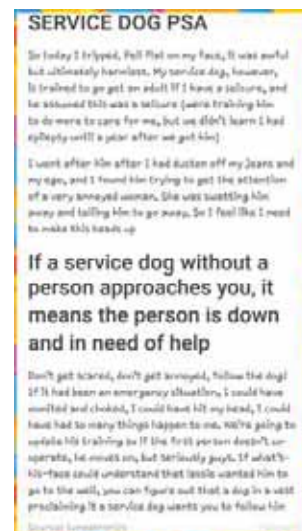 SERVICE DOG PSA
So today I tripped. Fell flat on my face, it was awful
but ultimately harmless. My service dog, however,
is trained to go get an adult if I have a seizure, and
he assumed this was a seizure (were training him
to do more to care for me, but we didn't learn I had
epilepsy until a year after we got him)
I went after him after I had dusten off my jeans and
my ego, and I found him trying to get the attention
of a very annoyed woman. She was swatting him
away and telling him to go away. So I feel like I need
to make this heads up
If a service dog without a
person approaches you, it
means the person is down
and in need of help
Don't get scared, don't get annoyed, follow the dog!
If it had been an emergency situation, I could have
vomited and choked, I could have hit my head, I could
have had so many things happen to me. We're going to
update his training so if the first person doesn't co-
operate, he moves on, but seriously guys. If what's-
his-face could understand that lassie wanted him to
go to the well, you can figure out that a dog in a vest
proclaiming it a service dog wants you to follow him
Source: